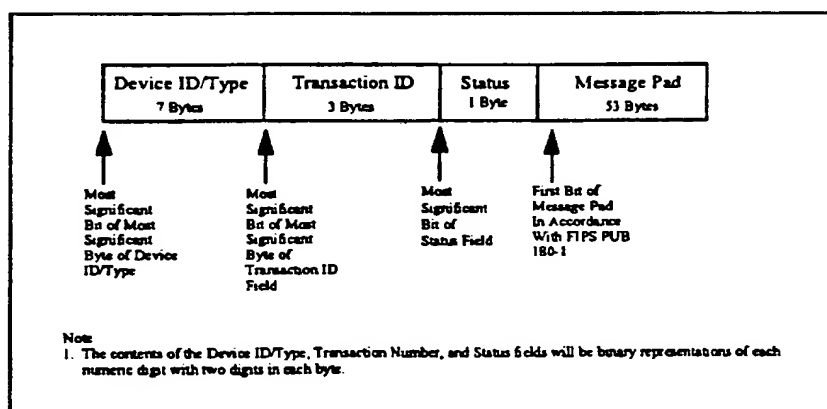 Device ID/Type
7 Bytes
Transaction ID
3 Bytes
Status
1 Byte
Message Pad
53 Bytes
Most
Significant
Bit of Most
Significant
Byte of Device
ID/Type
Most
Significant
Bit of Most
Significant
Byte of
Transaction ID
Field
Most
Significant
Bit of
Status Field
First Bit of
Message Pad
In Accordance
With FIPS PUB
180-1
Note
1. The contents of the Device ID/Type, Transaction Number, and Status fields will be binary representations of each
numeric digit with two digits in each byte.